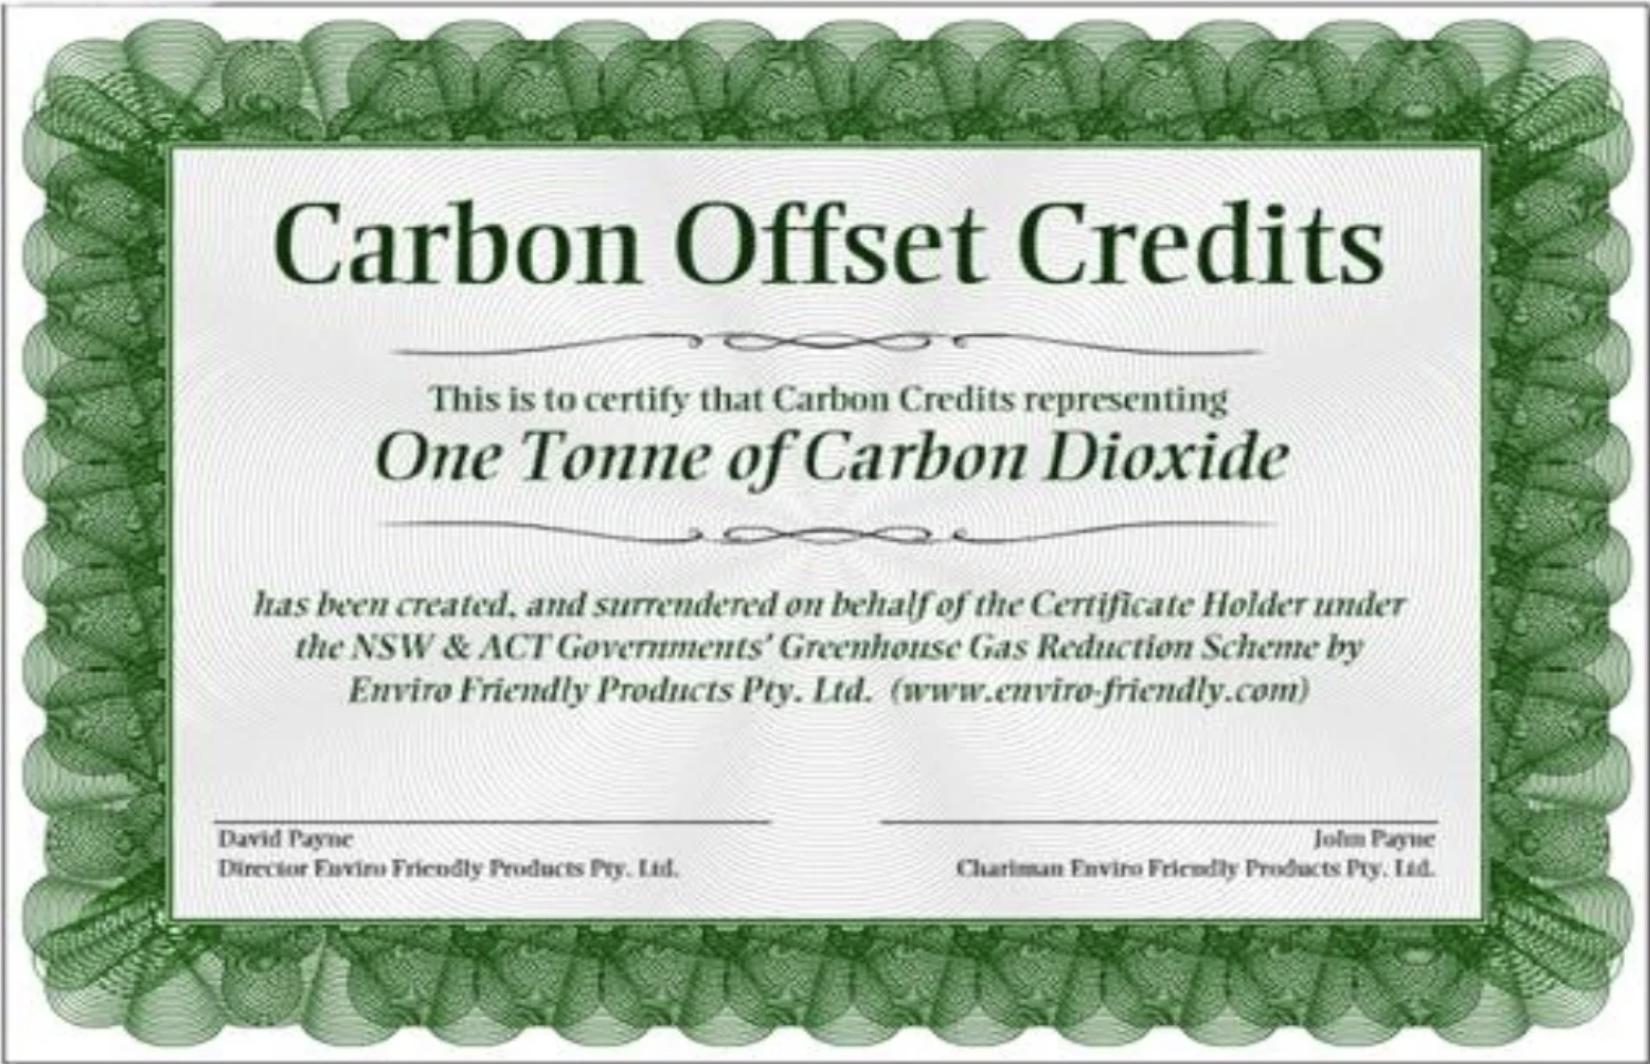 Carbon Offset Credits
This is to certify that Carbon Credits representing
One Tonne of Carbon Dioxide
has been created, and surrendered on behalf of the Certificate Holder under
the NSW & ACT Governments' Greenhouse Gas Reduction Scheme by
Enviro Friendly Products Pty. Ltd. (www.enviro-friendly.com)
David Payne
Director Enviro Friendly Products Pty. Ltd.
John Payne
Chariman Enviro Friendly Products Pty. Ltd.